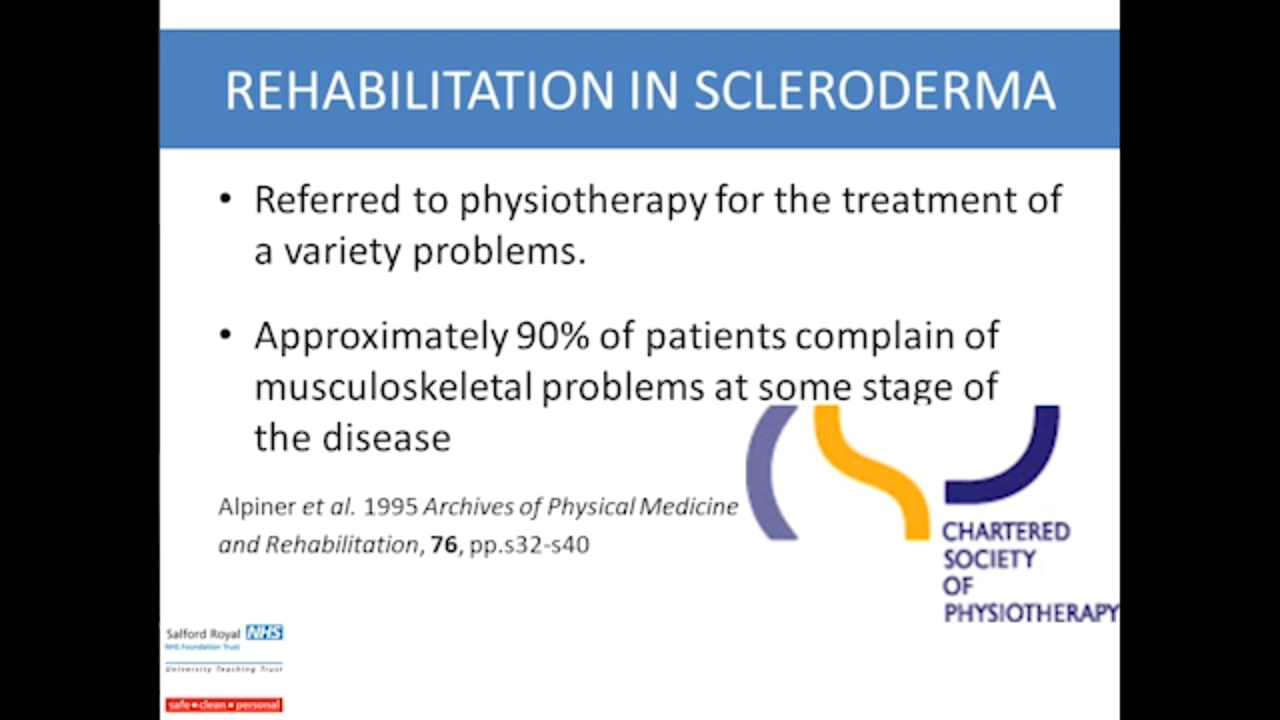 REHABILITATION IN SCLERODERMA
• Referred to physiotherapy for the treatment of
a variety problems.
• Approximately 90% of patients complain of
musculoskeletal problems at some stage of
the disease
Alpiner et al. 1995 Archives of Physical Medicine
and Rehabilitation, 76, pp.s32-s40
CHARTERED
SOCIETY
OF
PHYSIOTHERAPY
Salford Royal NHS
NHS Foundation Trust
University Teaching Trust
safe • clean • personal